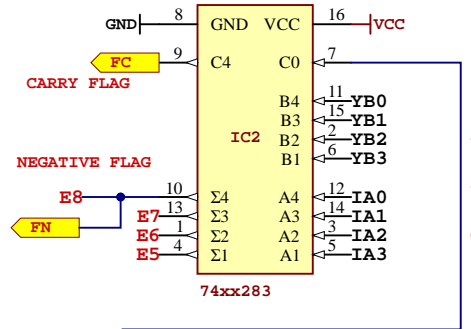 GND 8 GND VCC 16 VCC
FC 9 C4 C0 7
CARRY FLAG
B4 11 YB0
B3 15 YB1
IC2 B2 2 YB2
B1 6 YB3
NEGATIVE FLAG
E8 10 Σ4 A4 12 IA0
E7 13 Σ3 A3 14 IA1
FN
E6 1 Σ2 A2 3 IA2
E5 4 Σ1 A1 5 IA3
74xx283